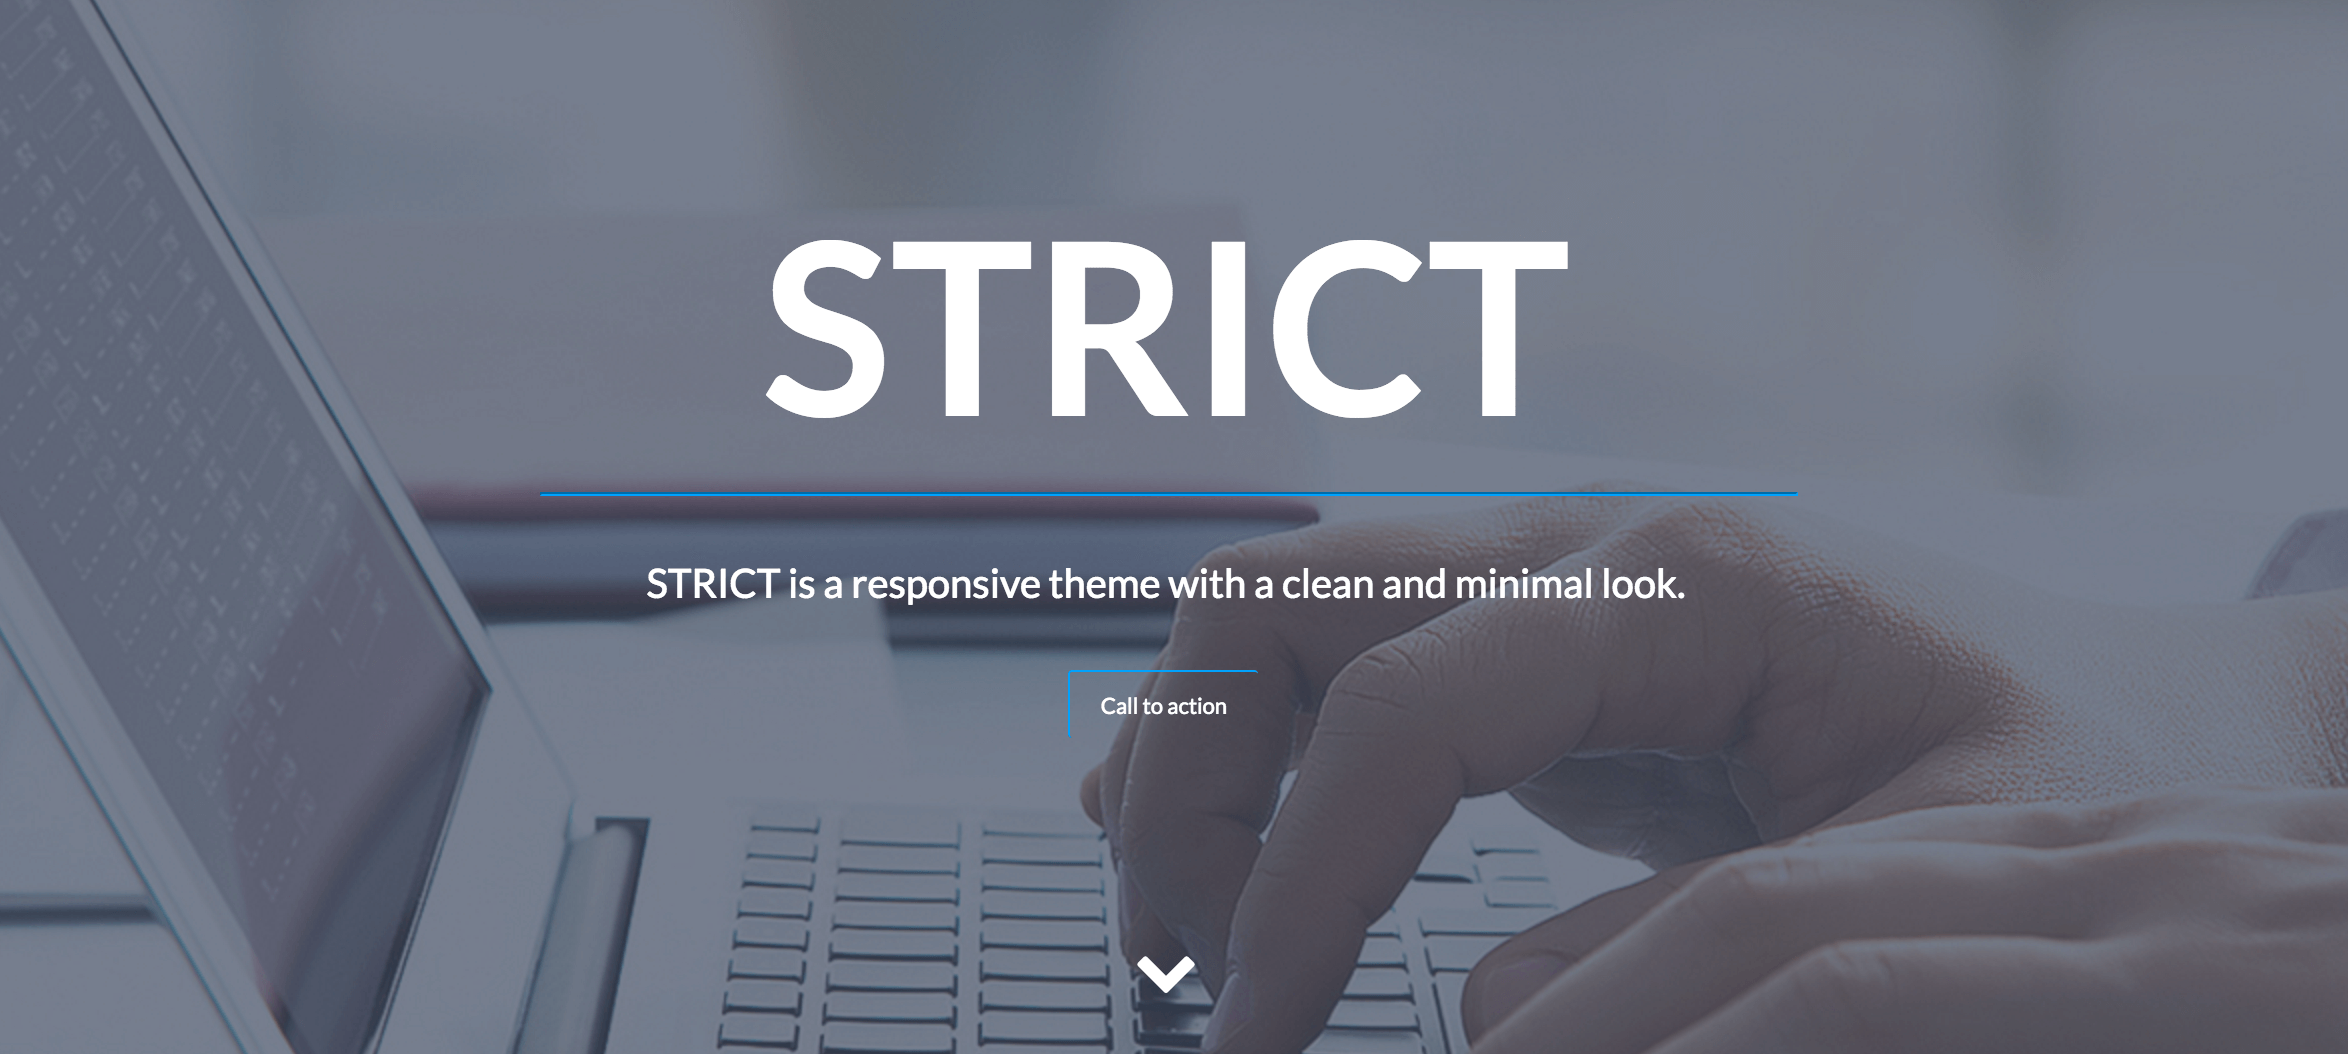 STRICT
STRICT is a responsive theme with a clean and minimal look.
Call to action